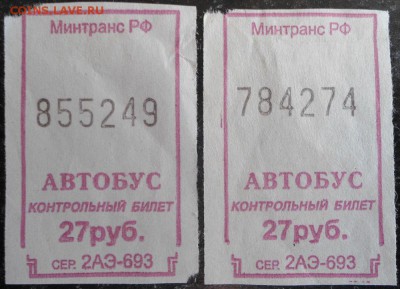 COINS.LAVE.RU
Минтранс РФ
855249
АВТОБУС
КОНТРОЛЬНЫЙ БИЛЕТ
27руб.
СЕР. 2АЭ-693
Минтранс РФ
784274
АВТОБУС
КОНТРОЛЬНЫЙ БИЛЕТ
27руб.
СЕР. 2АЭ-693